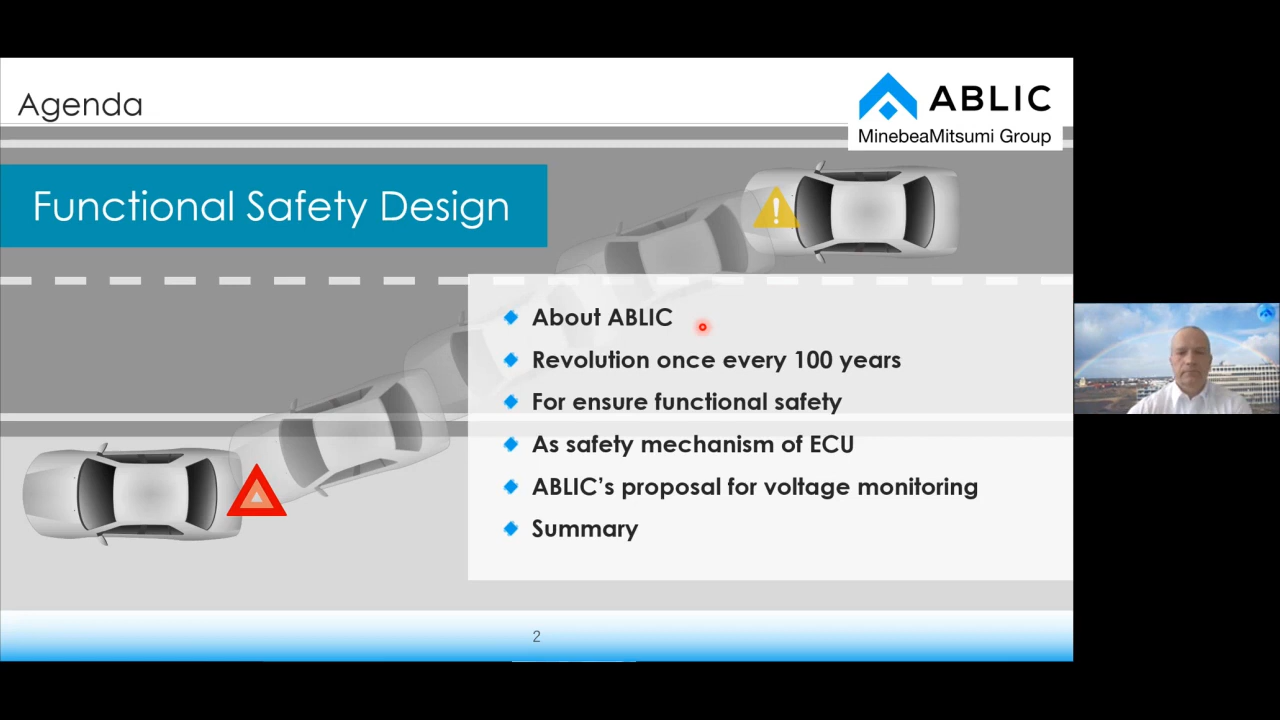 Agenda
ABLIC
MinebeaMitsumi Group
Functional Safety Design
About ABLIC
Revolution once every 100 years
For ensure functional safety
As safety mechanism of ECU
ABLIC's proposal for voltage monitoring
Summary
2